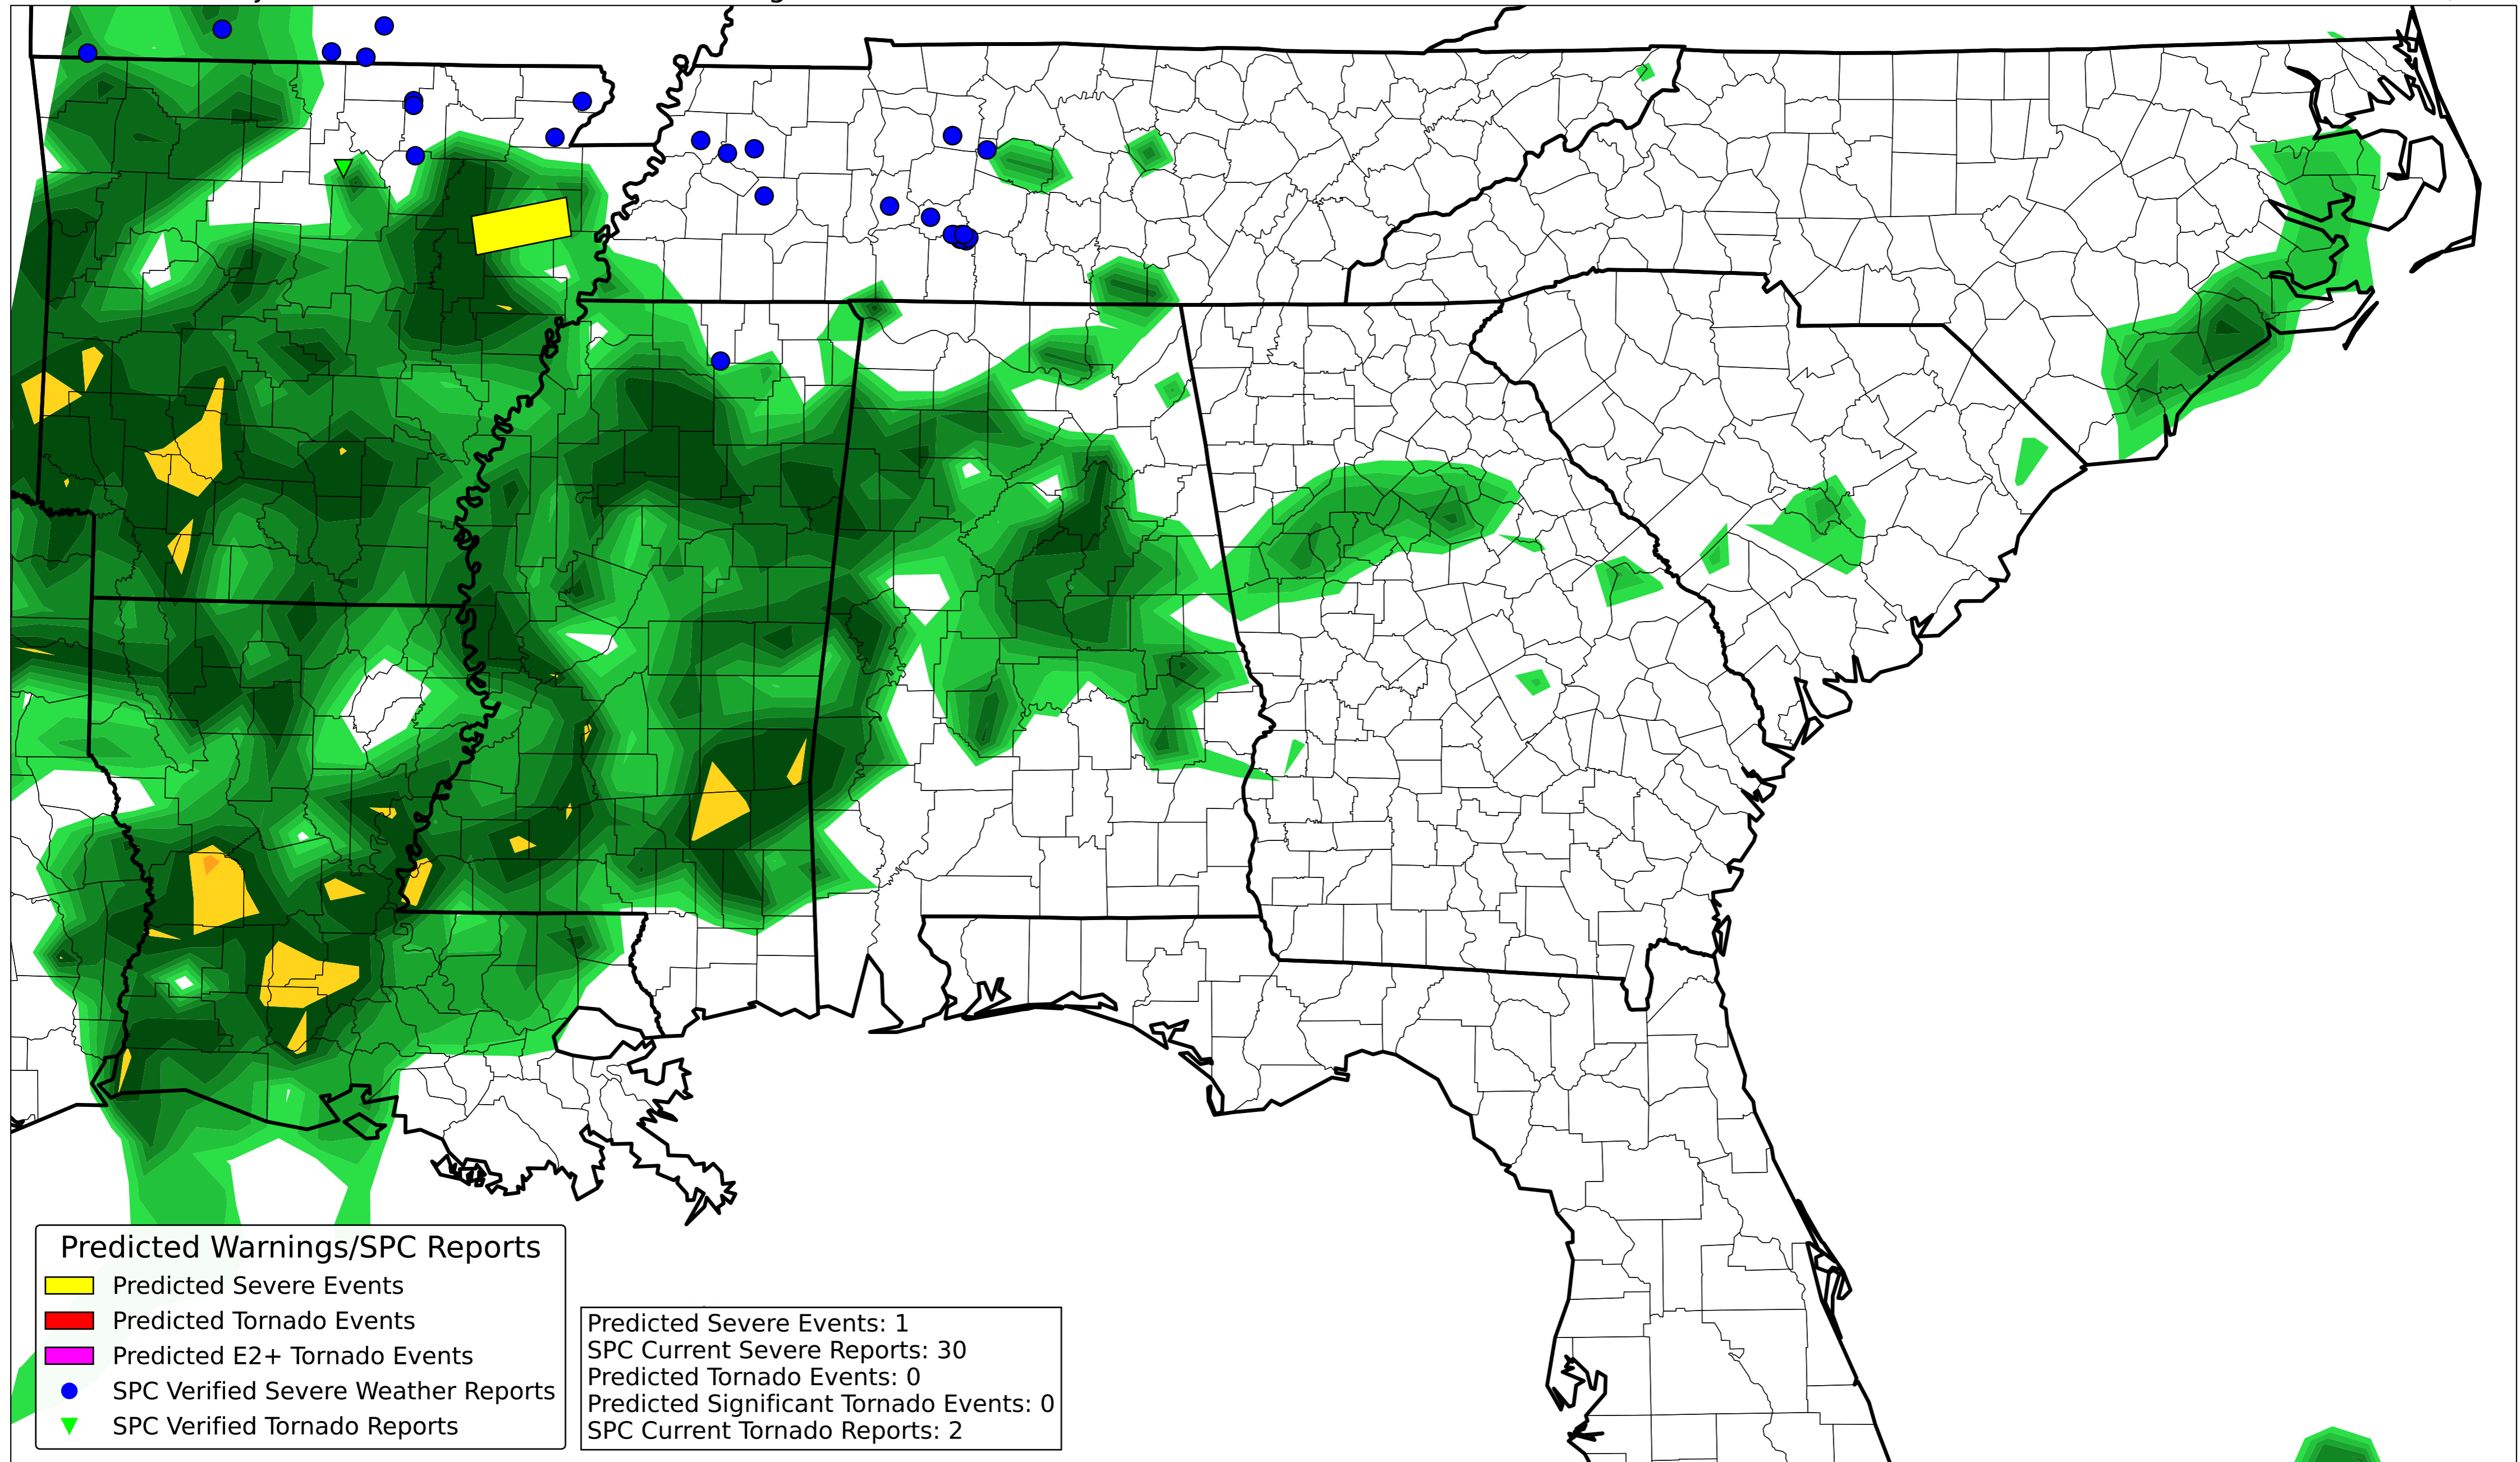 Predicted Warnings/SPC Reports
Predicted Severe Events
Predicted Tornado Events
Predicted E2+ Tornado Events
SPC Verified Severe Weather Reports
SPC Verified Tornado Reports
Predicted Severe Events: 1
SPC Current Severe Reports: 30
Predicted Tornado Events: 0
Predicted Significant Tornado Events: 0
SPC Current Tornado Reports: 2